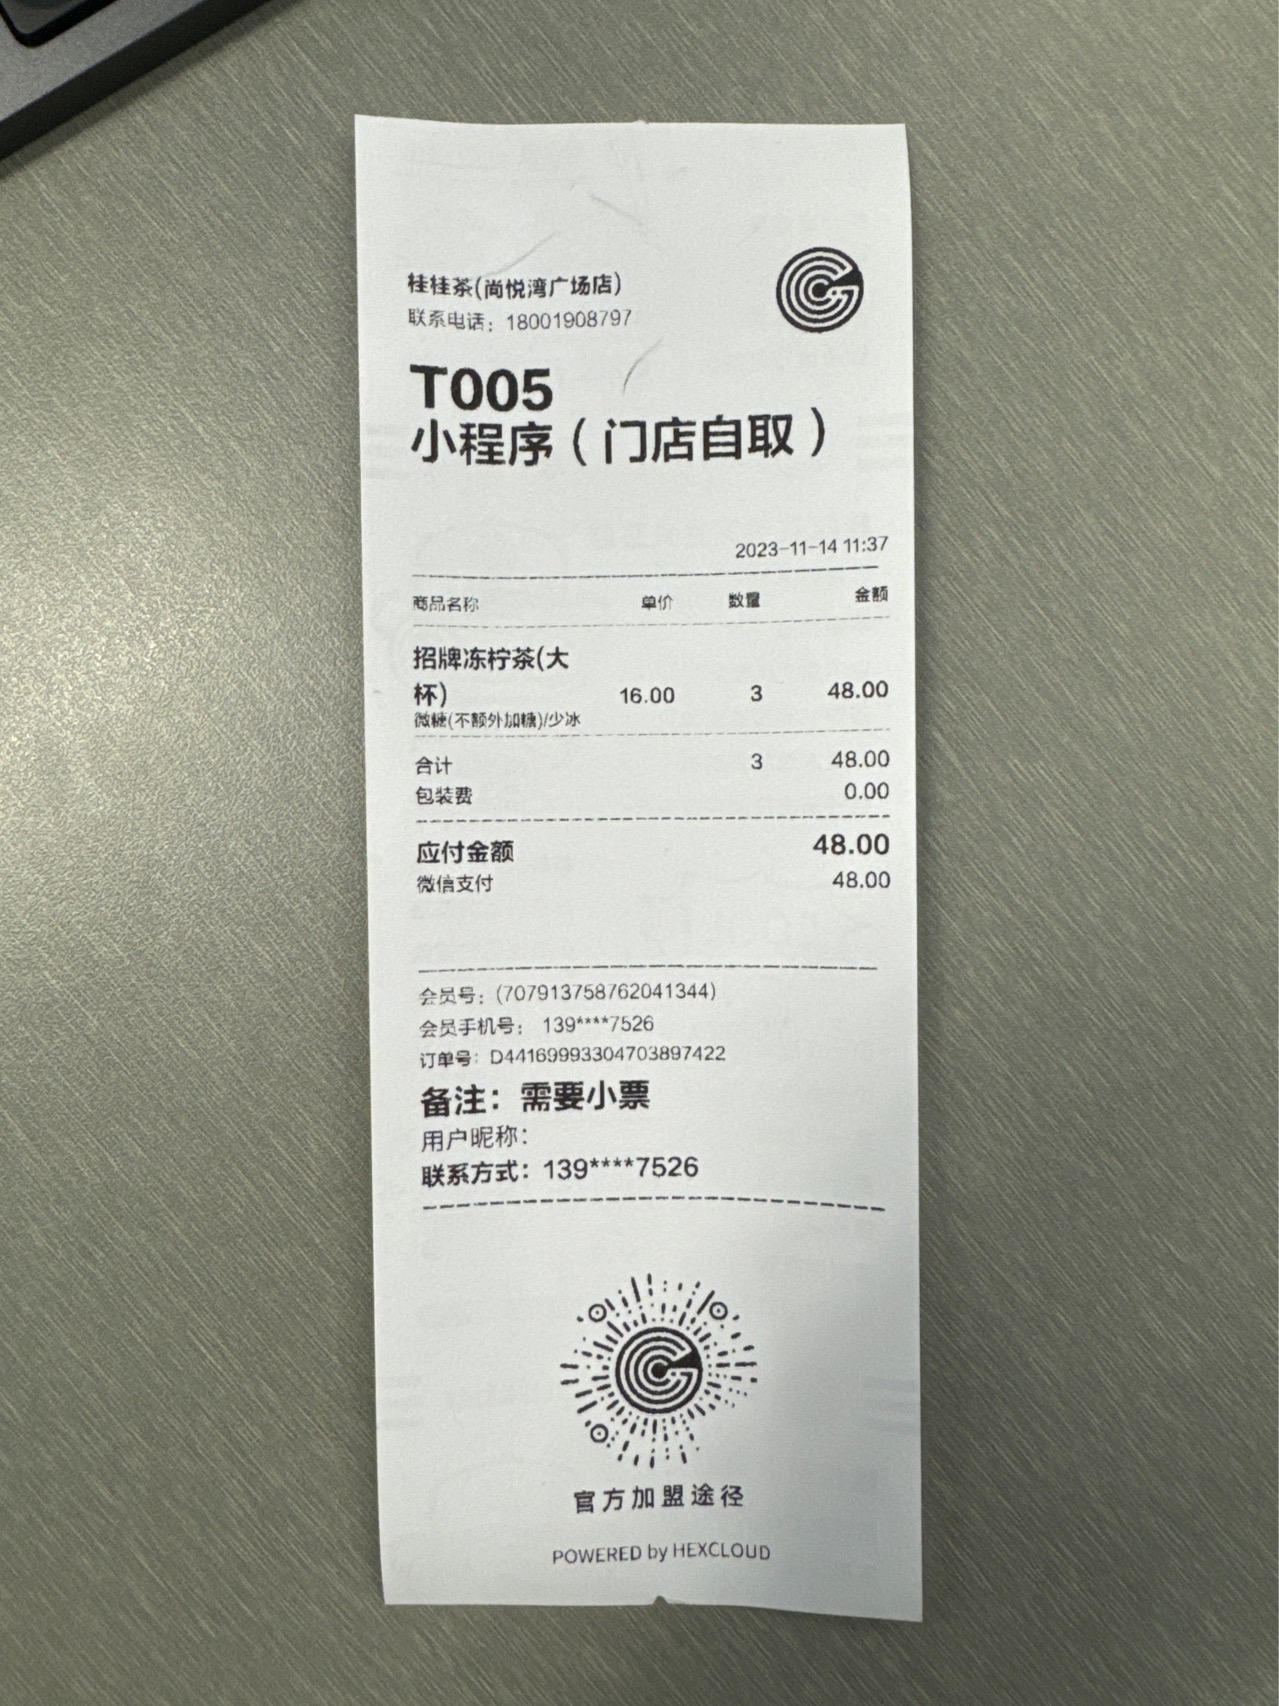 桂桂茶(尚悦湾广场店)
联系电话：18001908797
T005
小程序（门店自取）
2023-11-14 11:37
商品名称 单价 数量 金额
招牌冻柠茶(大
杯) 16.00 3 48.00
微糖(不额外加糖)/少冰
合计 3 48.00
包装费 0.00
应付金额 48.00
微信支付 48.00
会员号：(707913758762041344)
会员手机号： 139****7526
订单号：D44169993304703897422
备注：需要小票
用户昵称：
联系方式：139****7526
官方加盟途径
POWERED by HEXCLOUD